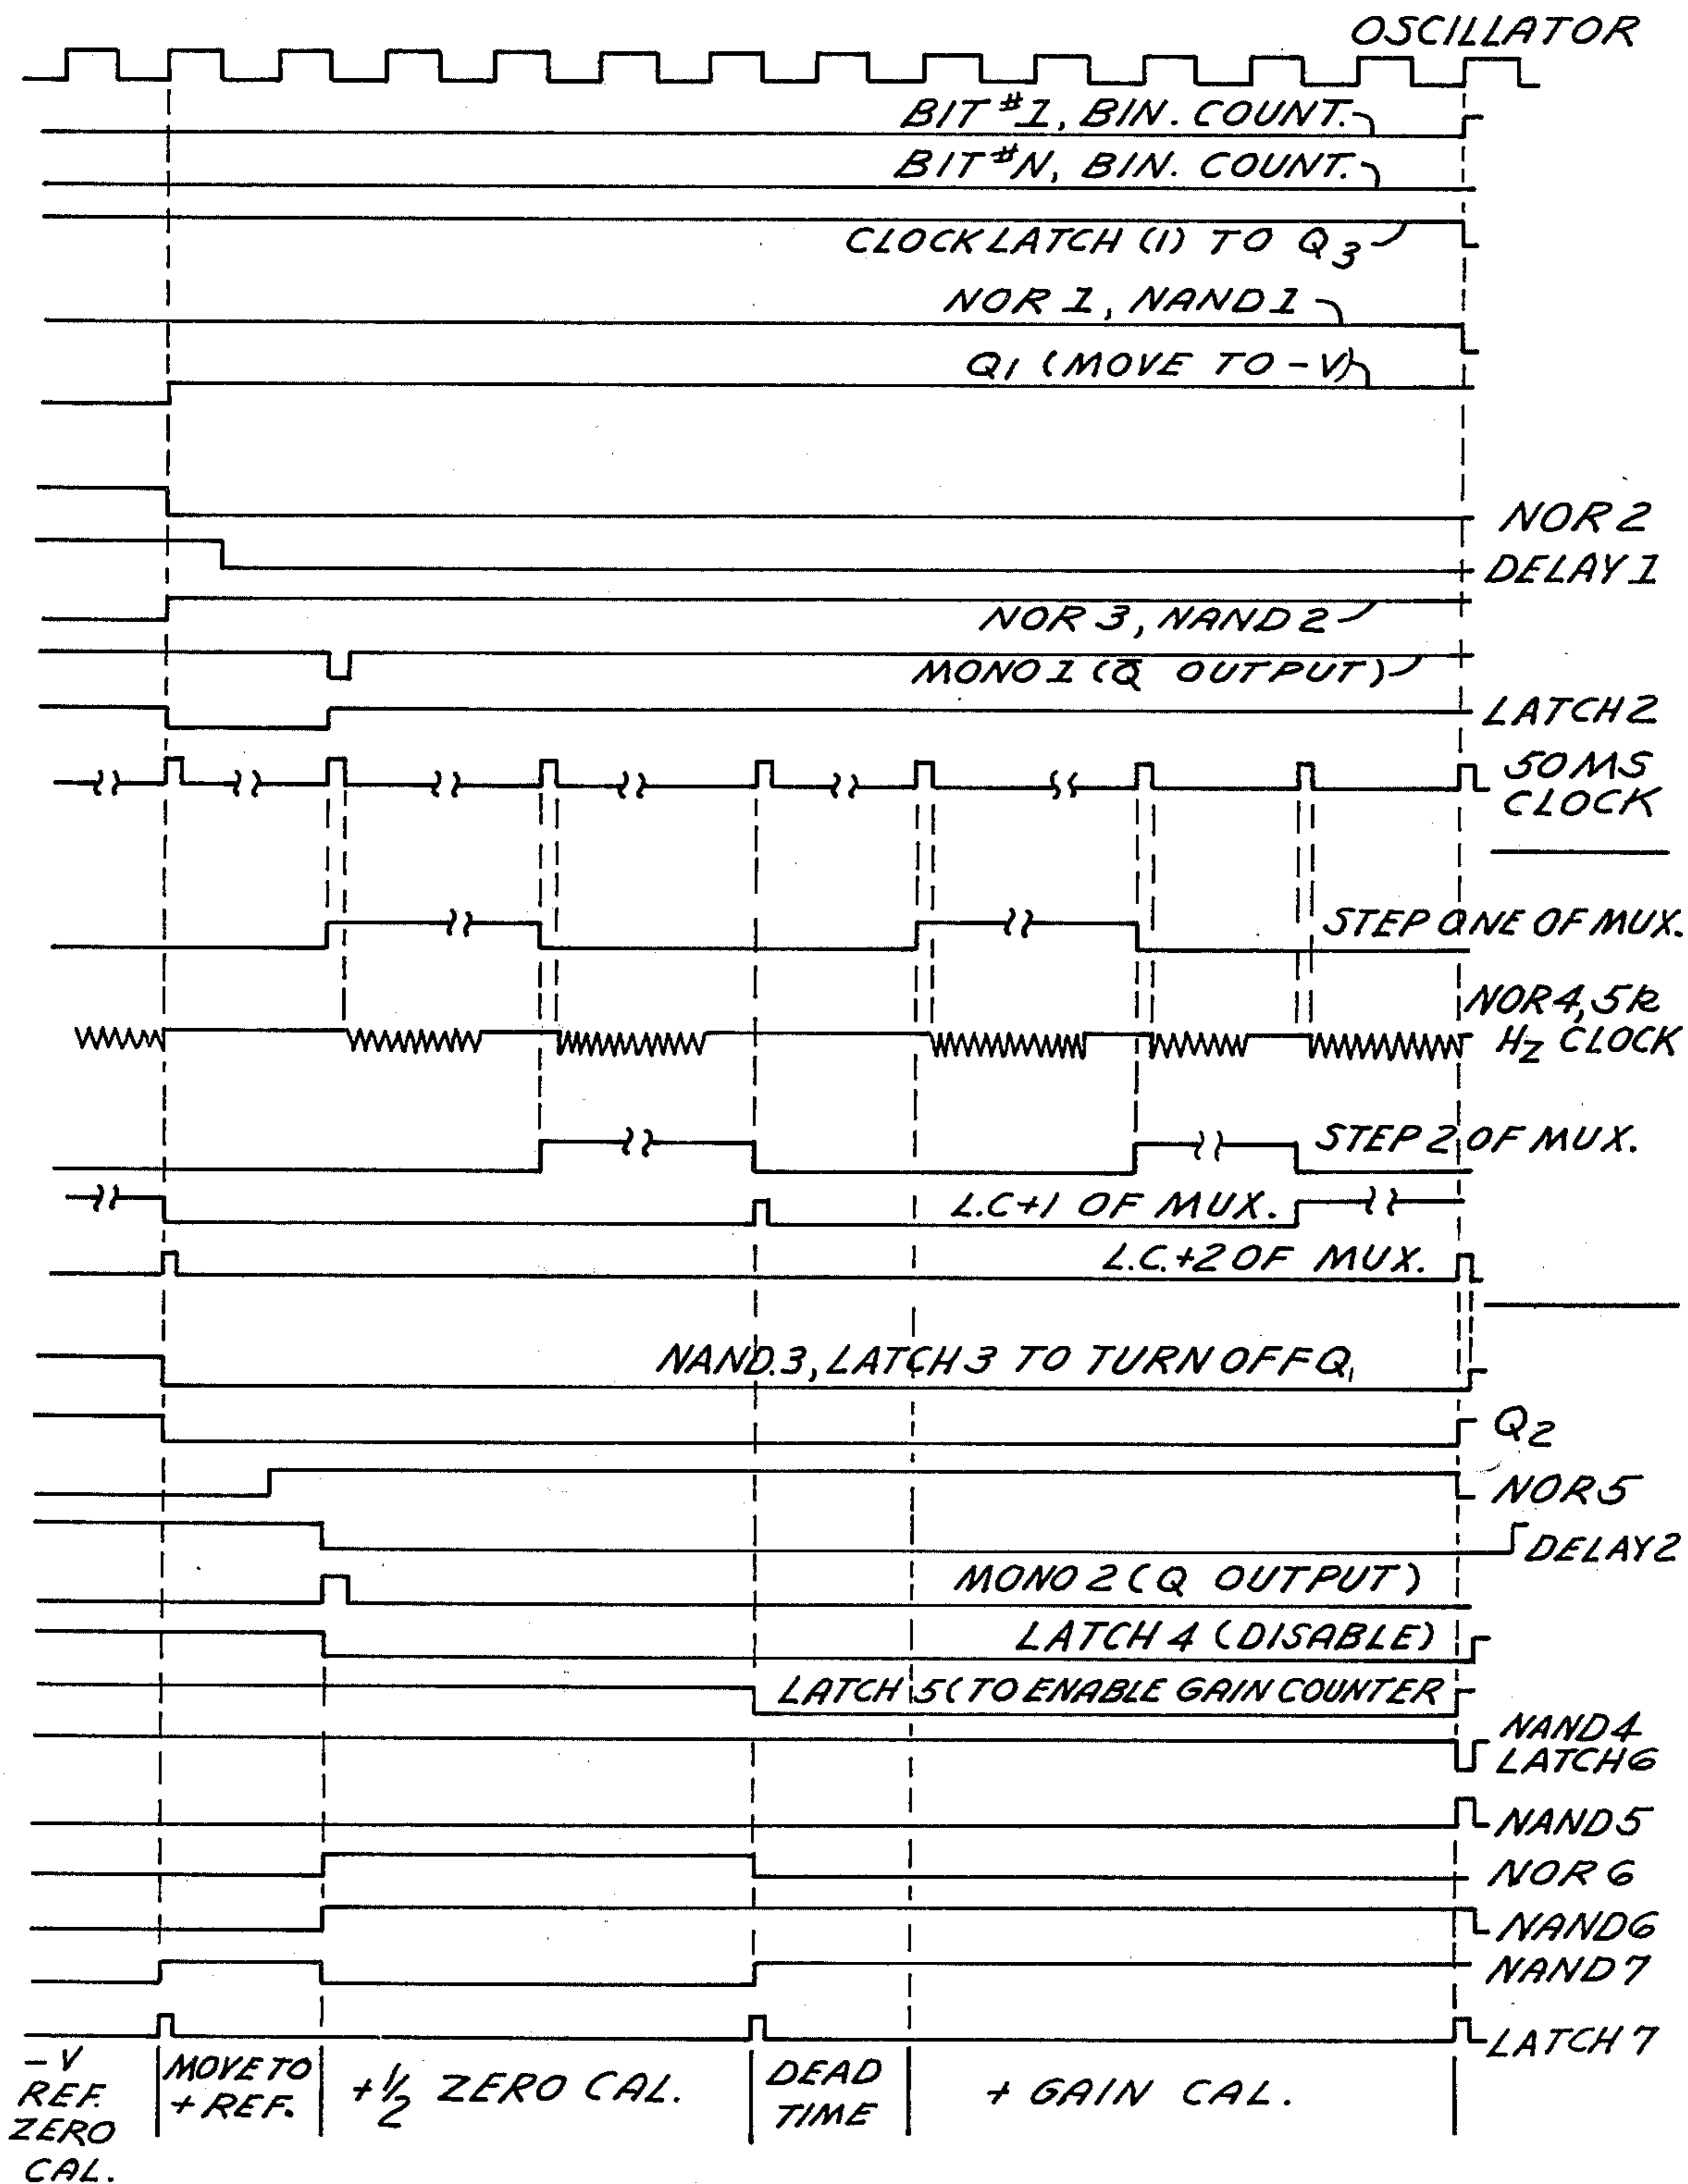 OSCILLATOR
BIT #1, BIN. COUNT.
BIT #N, BIN. COUNT.
CLOCK LATCH (1) TO Q3
NOR 1, NAND 1
Q1 (MOVE TO -V)
NOR 2
DELAY 1
NOR 3, NAND 2
MONO 1 (Q̅ OUTPUT)
LATCH 2
50 MS
CLOCK
STEP ONE OF MUX.
NOR 4, 5k
HZ CLOCK
STEP 2 OF MUX.
L.C+1 OF MUX.
L.C.+2 OF MUX.
NAND.3, LATCH 3 TO TURN OFF Q1
Q2
NOR 5
DELAY 2
MONO 2 (Q OUTPUT)
LATCH 4 (DISABLE)
LATCH 5 (TO ENABLE GAIN COUNTER
NAND 4
LATCH 6
NAND 5
NOR 6
NAND 6
NAND 7
LATCH 7
-V
REF.
ZERO
CAL.
MOVE TO
+ REF.
+1/2 ZERO CAL.
DEAD
TIME
+ GAIN CAL.